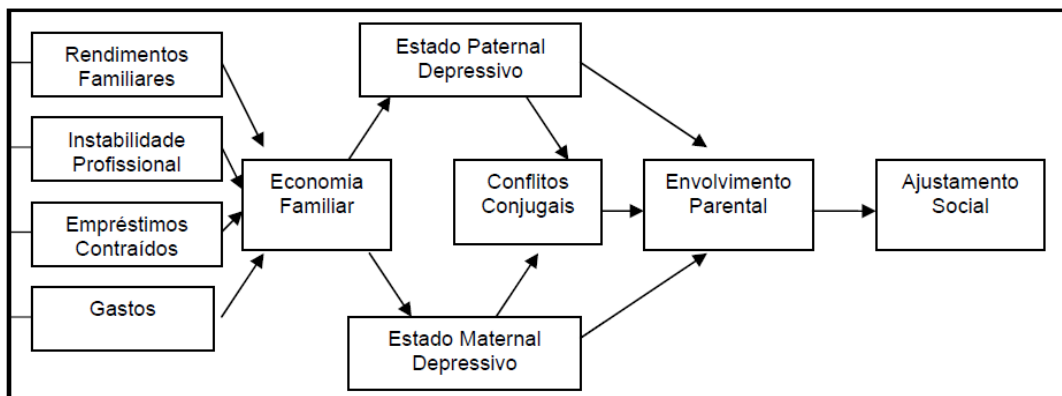 Rendimentos
Familiares
Instabilidade
Profissional
Empréstimos
Contraídos
Gastos
Economia
Familiar
Estado Paternal
Depressivo
Estado Maternal
Depressivo
Conflitos
Conjugais
Envolvimento
Parental
Ajustamento
Social